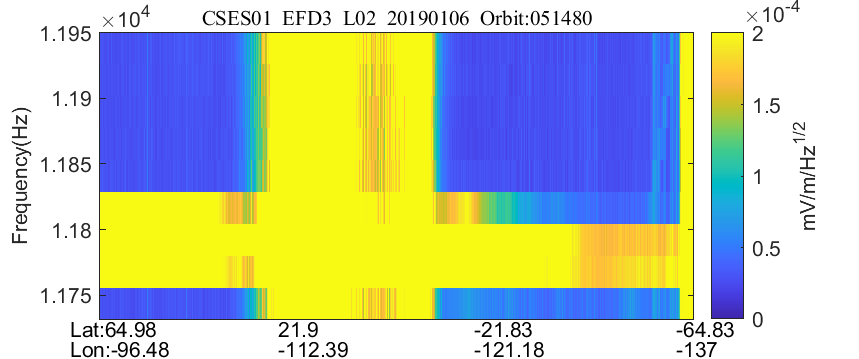 CSES01 EFD3 L02 20190106 Orbit:051480
×10⁴
×10⁻⁴
1.195
1.19
1.185
1.18
1.175
Frequency(Hz)
2
1.5
1
0.5
0
mV/m/Hz^1/2
Lat:64.98 21.9 -21.83 -64.83
Lon:-96.48 -112.39 -121.18 -137